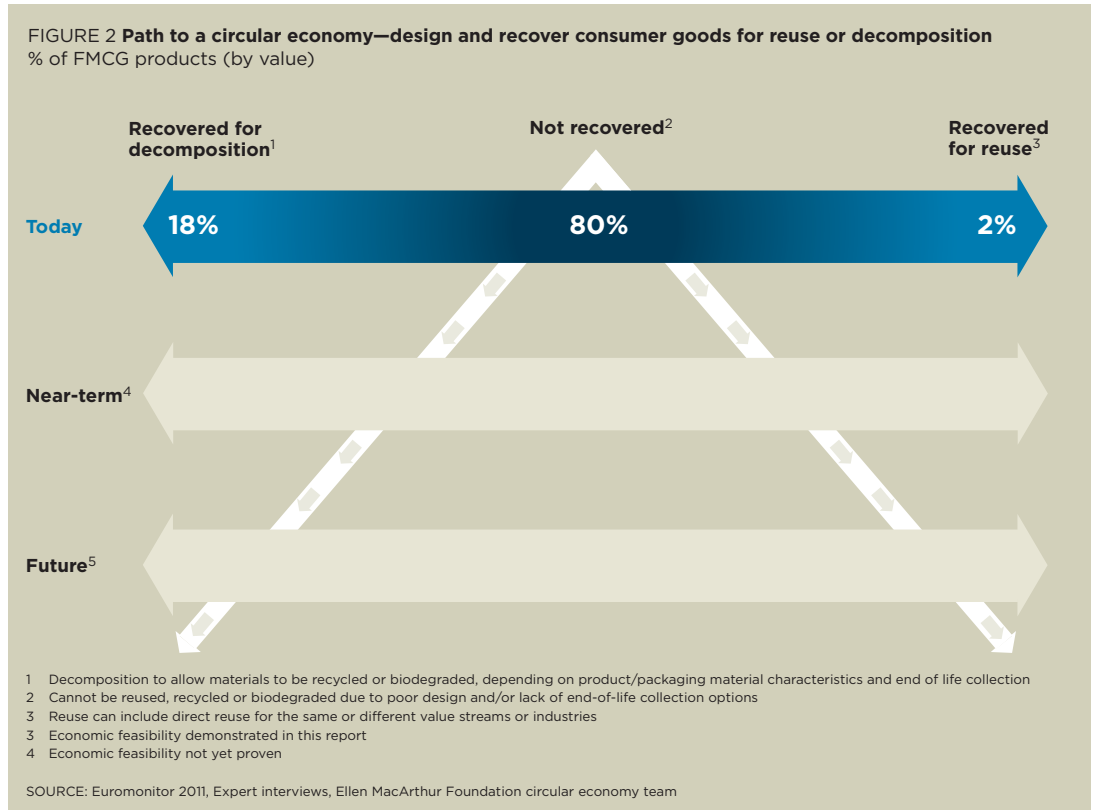 FIGURE 2 Path to a circular economy—design and recover consumer goods for reuse or decomposition
% of FMCG products (by value)
Recovered for
decomposition1
Not recovered2
Recovered
for reuse3
Today
18%
80%
2%
Near-term4
Future5
1 Decomposition to allow materials to be recycled or biodegraded, depending on product/packaging material characteristics and end of life collection
2 Cannot be reused, recycled or biodegraded due to poor design and/or lack of end-of-life collection options
3 Reuse can include direct reuse for the same or different value streams or industries
3 Economic feasibility demonstrated in this report
4 Economic feasibility not yet proven
SOURCE: Euromonitor 2011, Expert interviews, Ellen MacArthur Foundation circular economy team